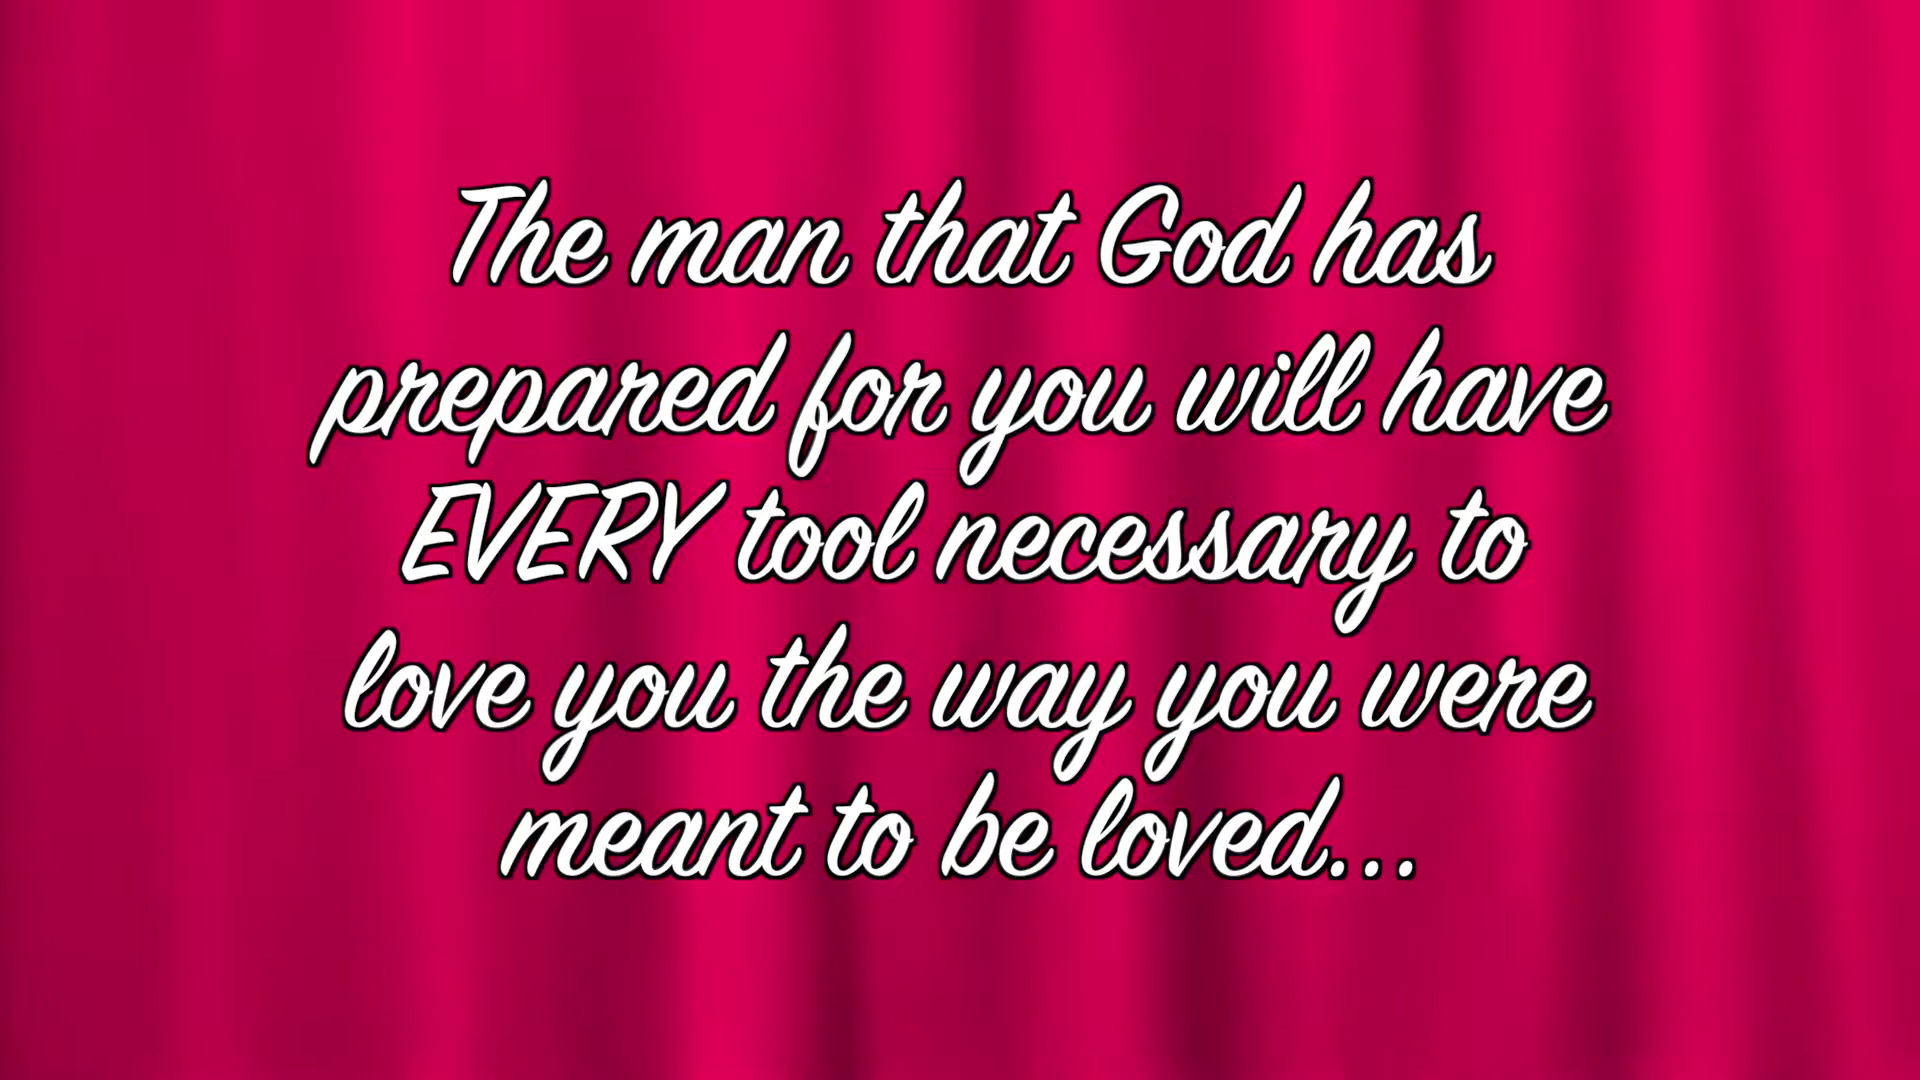 The man that God has
prepared for you will have
EVERY tool necessary to
love you the way you were
meant to be loved...